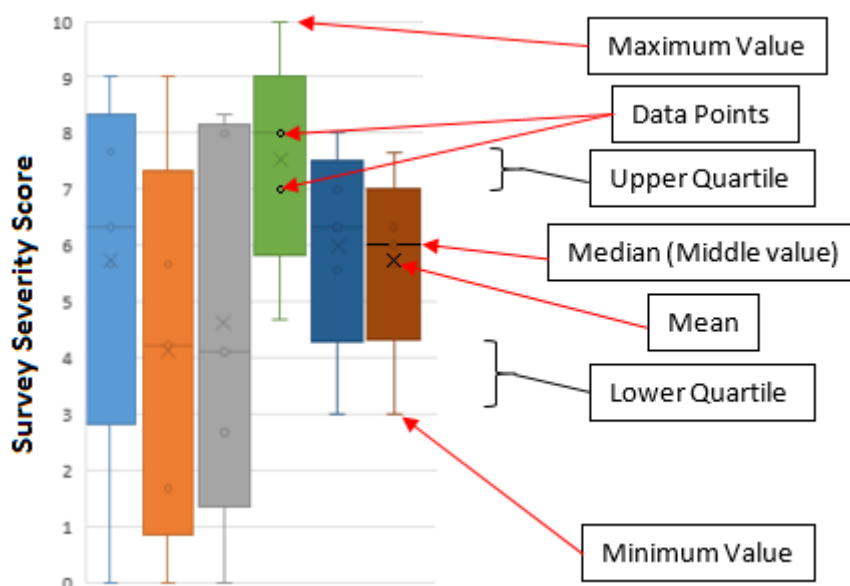 Survey Severity Score
10
9
8
7
6
5
4
3
2
1
0
Maximum Value
Data Points
Upper Quartile
Median (Middle value)
Mean
Lower Quartile
Minimum Value